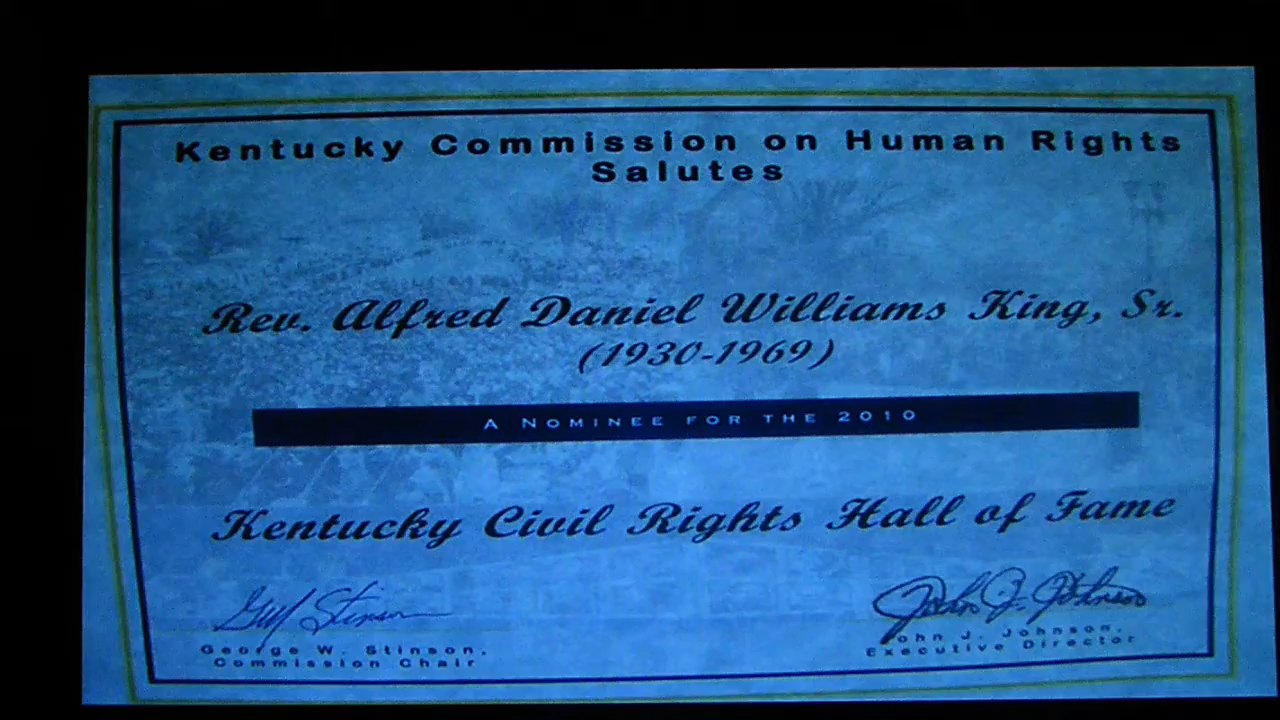 Kentucky Commission on Human Rights
Salutes
Rev. Alfred Daniel Williams King, Sr.
(1930-1969)
A NOMINEE FOR THE 2010
Kentucky Civil Rights Hall of Fame
George W. Stinson,
Commission Chair
John J. Johnson,
Executive Director